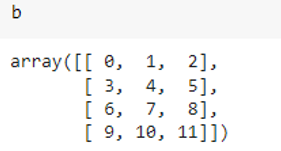 b
array([[ 0,  1,  2],
       [ 3,  4,  5],
       [ 6,  7,  8],
       [ 9, 10, 11]])